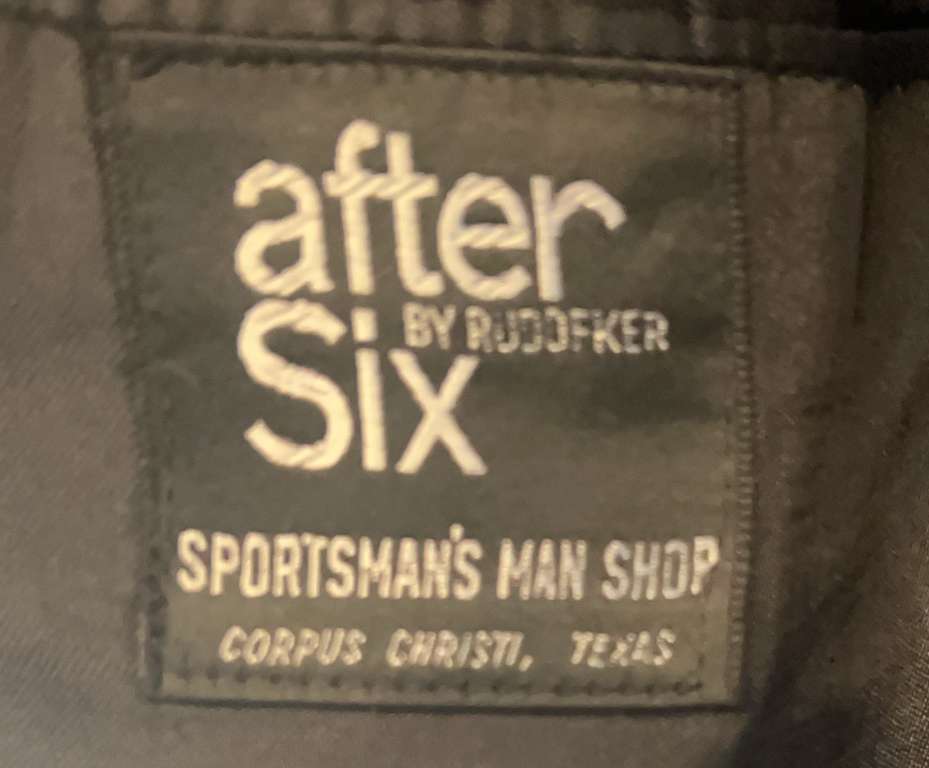 after
BY RUDOFKER
Six
SPORTSMAN'S MAN SHOP
CORPUS CHRISTI, TEXAS